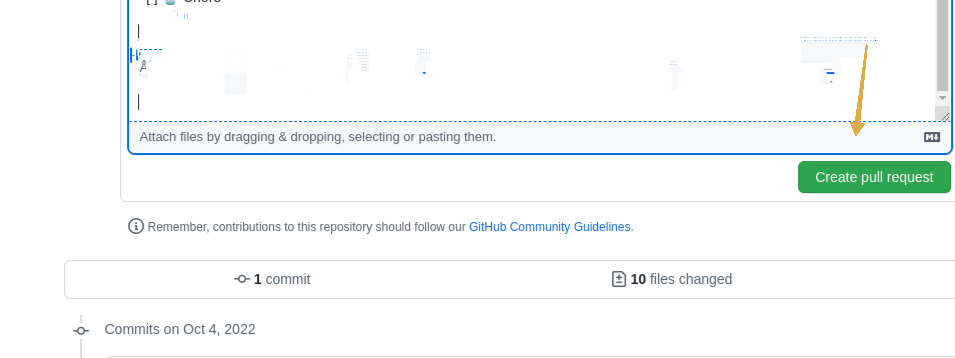 Attach files by dragging & dropping, selecting or pasting them.
Create pull request
Remember, contributions to this repository should follow our GitHub Community Guidelines.
1 commit
10 files changed
Commits on Oct 4, 2022